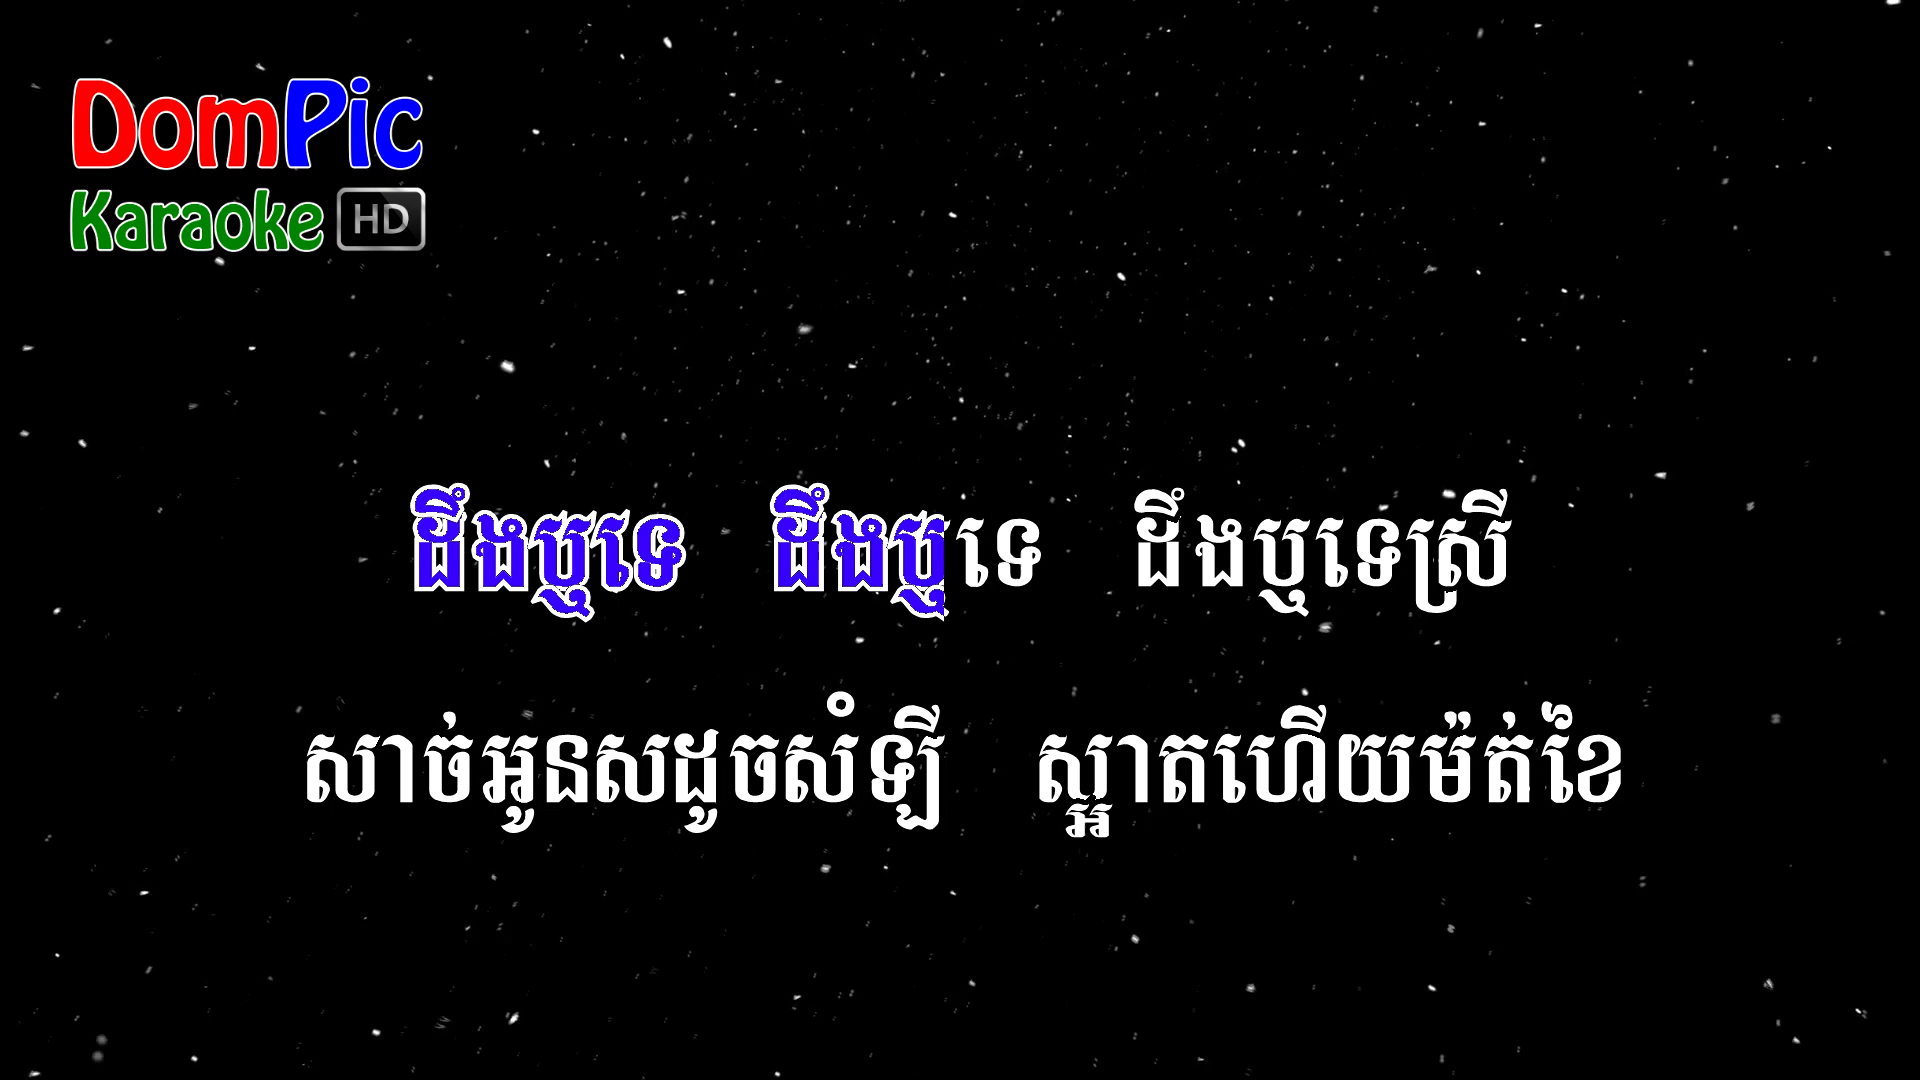 DomPic
Karaoke HD
ដឹងឬទេ ដឹងឬទេ ដឹងឬទេស្រី
សាច់អូនសដូចសំឡី ស្អាតហើយម៉ត់ខៃ